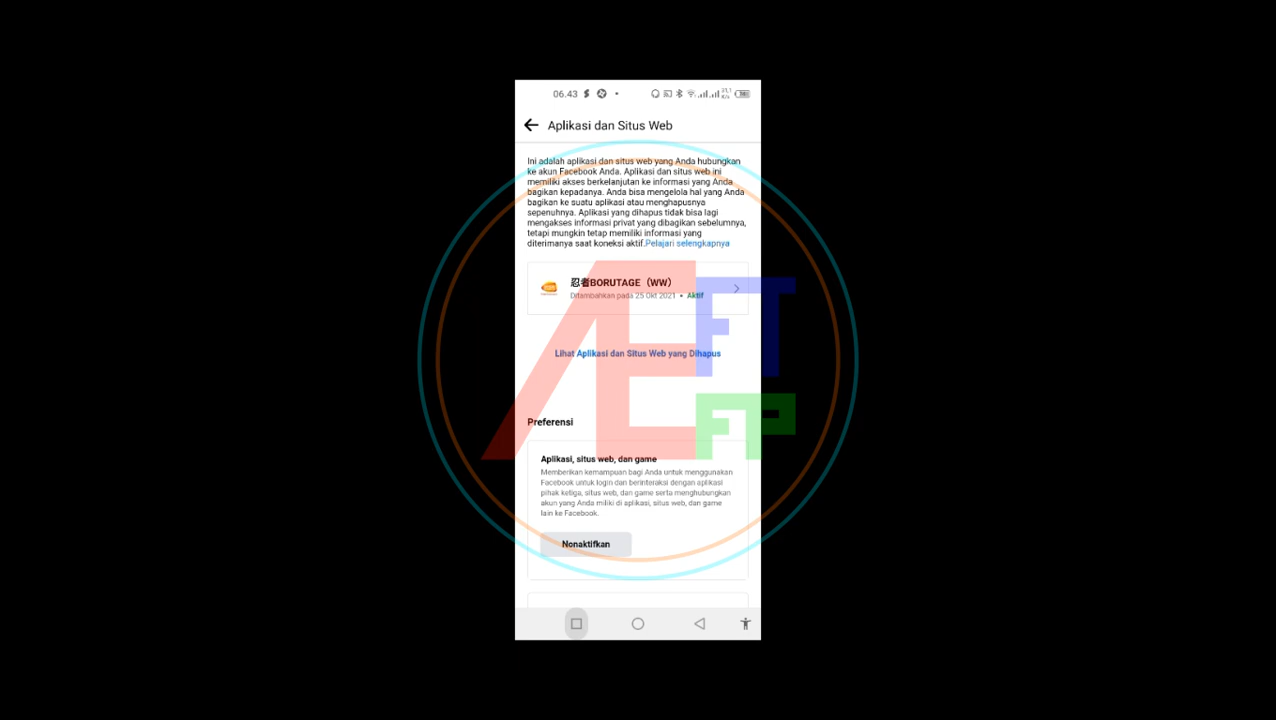 06.43
Aplikasi dan Situs Web
Ini adalah aplikasi dan situs web yang Anda hubungkan
ke akun Facebook Anda. Aplikasi dan situs web ini
memiliki akses berkelanjutan ke informasi yang Anda
bagikan kepadanya. Anda bisa mengelola hal yang Anda
bagikan ke suatu aplikasi atau menghapusnya
sepenuhnya. Aplikasi yang dihapus tidak bisa lagi
mengakses informasi privat yang dibagikan sebelumnya,
tetapi mungkin tetap memiliki informasi yang
diterimanya saat koneksi aktif.Pelajari selengkapnya
忍者BORUTAGE（WW）
Ditambahkan pada 25 Okt 2021 • Aktif
Lihat Aplikasi dan Situs Web yang Dihapus
Preferensi
Aplikasi, situs web, dan game
Memberikan kemampuan bagi Anda untuk menggunakan
Facebook untuk login dan berinteraksi dengan aplikasi
pihak ketiga, situs web, dan game serta menghubungkan
akun yang Anda miliki di aplikasi, situs web, dan game
lain ke Facebook.
Nonaktifkan